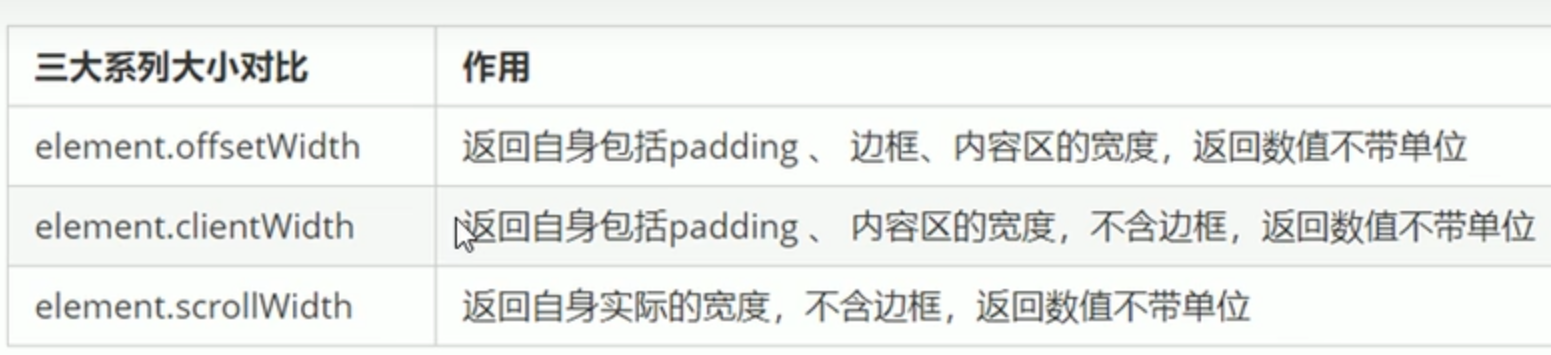 三大系列大小对比
作用
element.offsetWidth
返回自身包括padding 、 边框、内容区的宽度，返回数值不带单位
element.clientWidth
返回自身包括padding 、 内容区的宽度，不含边框，返回数值不带单位
element.scrollWidth
返回自身实际的宽度，不含边框，返回数值不带单位